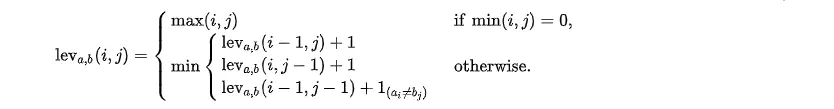 lev_{a,b}(i, j) = { max(i, j) if min(i, j) = 0,
min { lev_{a,b}(i − 1, j) + 1
lev_{a,b}(i, j − 1) + 1 otherwise.
lev_{a,b}(i − 1, j − 1) + 1_{(a_i ≠ b_j)}